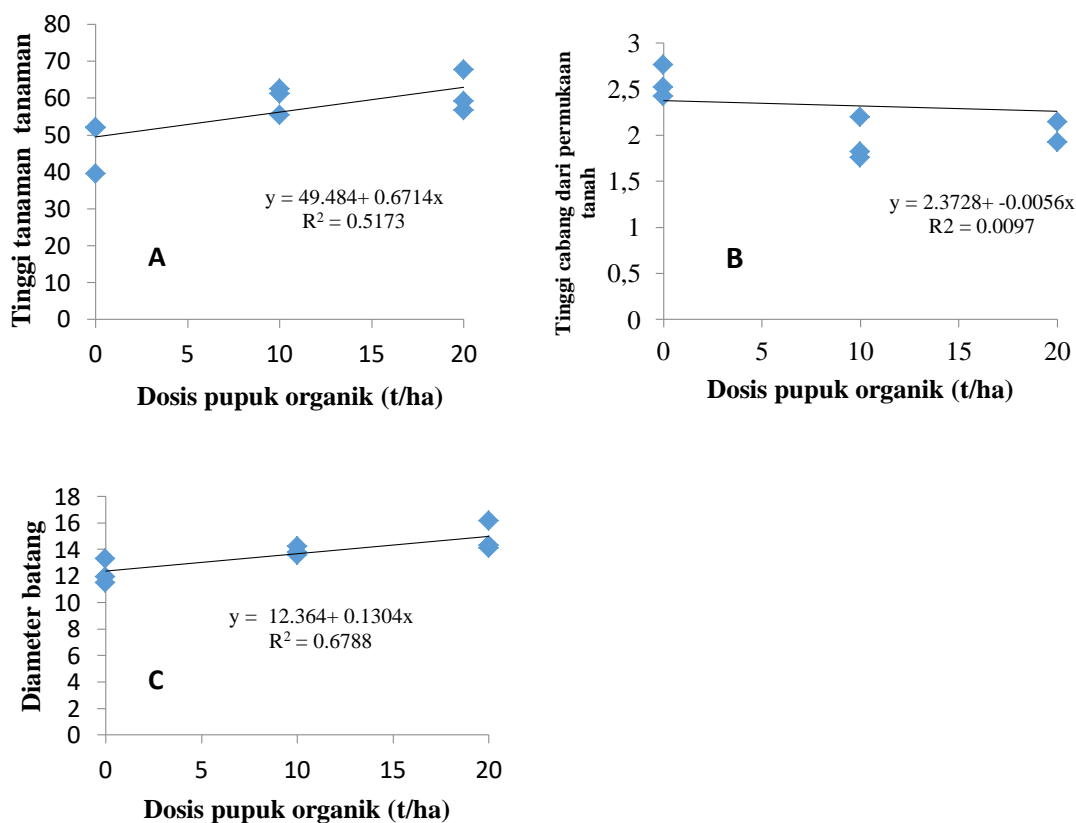 Tinggi tanaman tanaman
80
70
60
50
40
30
20
10
0
y = 49.484+ 0.6714x
R² = 0.5173
A
0 5 10 15 20
Dosis pupuk organik (t/ha)
Tinggi cabang dari permukaan
tanah
3
2,5
2
1,5
1
0,5
0
y = 2.3728+ -0.0056x
R2 = 0.0097
B
0 5 10 15 20
Dosis pupuk organik (t/ha)
Diameter batang
18
16
14
12
10
8
6
4
2
0
y = 12.364+ 0.1304x
R² = 0.6788
C
0 5 10 15 20
Dosis pupuk organik (t/ha)